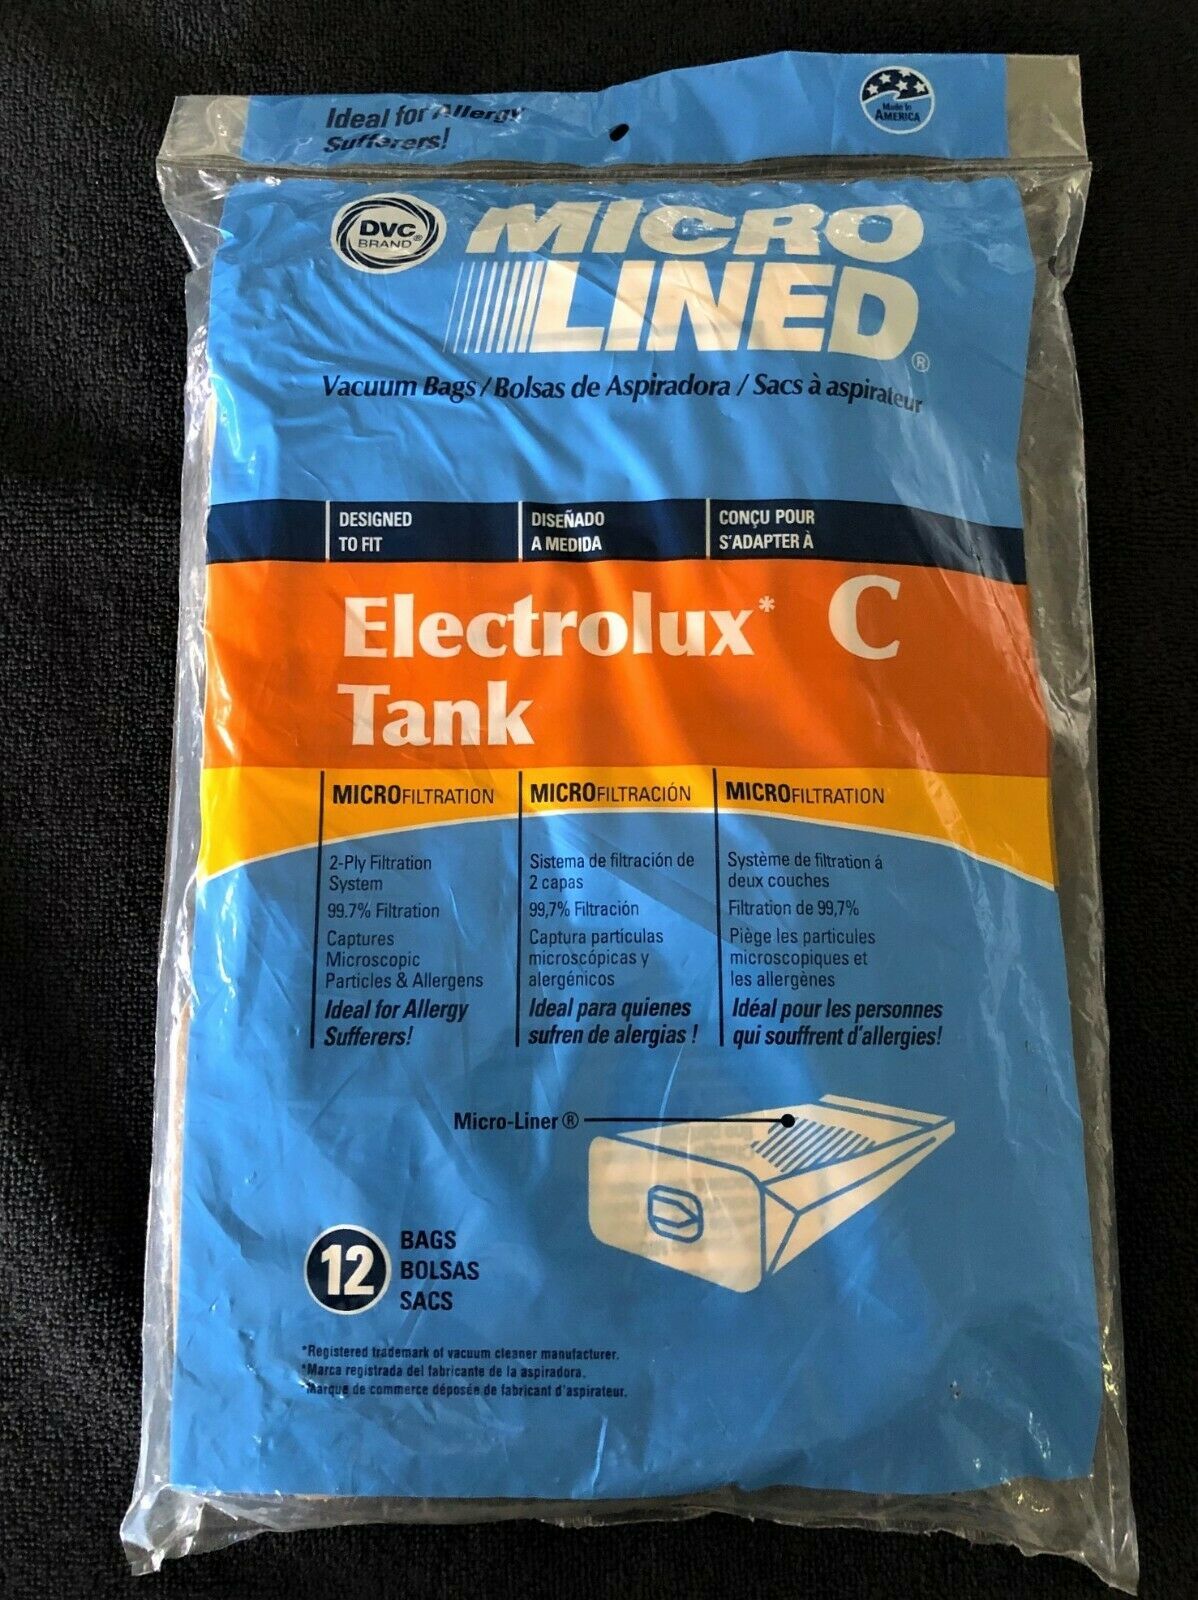 Ideal for Allergy
Sufferers!
Made in
AMERICA
DVC
BRAND®
MICRO
LINED®
Vacuum Bags / Bolsas de Aspiradora / Sacs à aspirateur
DESIGNED
TO FIT
DISEÑADO
A MEDIDA
CONÇU POUR
S'ADAPTER À
Electrolux* C
Tank
MICROFILTRATION
2-Ply Filtration
System
99.7% Filtration
Captures
Microscopic
Particles & Allergens
Ideal for Allergy
Sufferers!
MICROFILTRACIÓN
Sistema de filtración de
2 capas
99,7% Filtración
Captura particulas
microscópicas y
alergénicos
Ideal para quienes
sufren de alergias !
MICROFILTRATION
Système de filtration á
deux couches
Filtration de 99,7%
Piège les particules
microscopiques et
les allergènes
Idéal pour les personnes
qui souffrent d'allergies!
Micro-Liner ®
12
BAGS
BOLSAS
SACS
*Registered trademark of vacuum cleaner manufacturer.
*Marca registrada del fabricante de la aspiradora.
*Marque de commerce déposée de fabricant d'aspirateur.